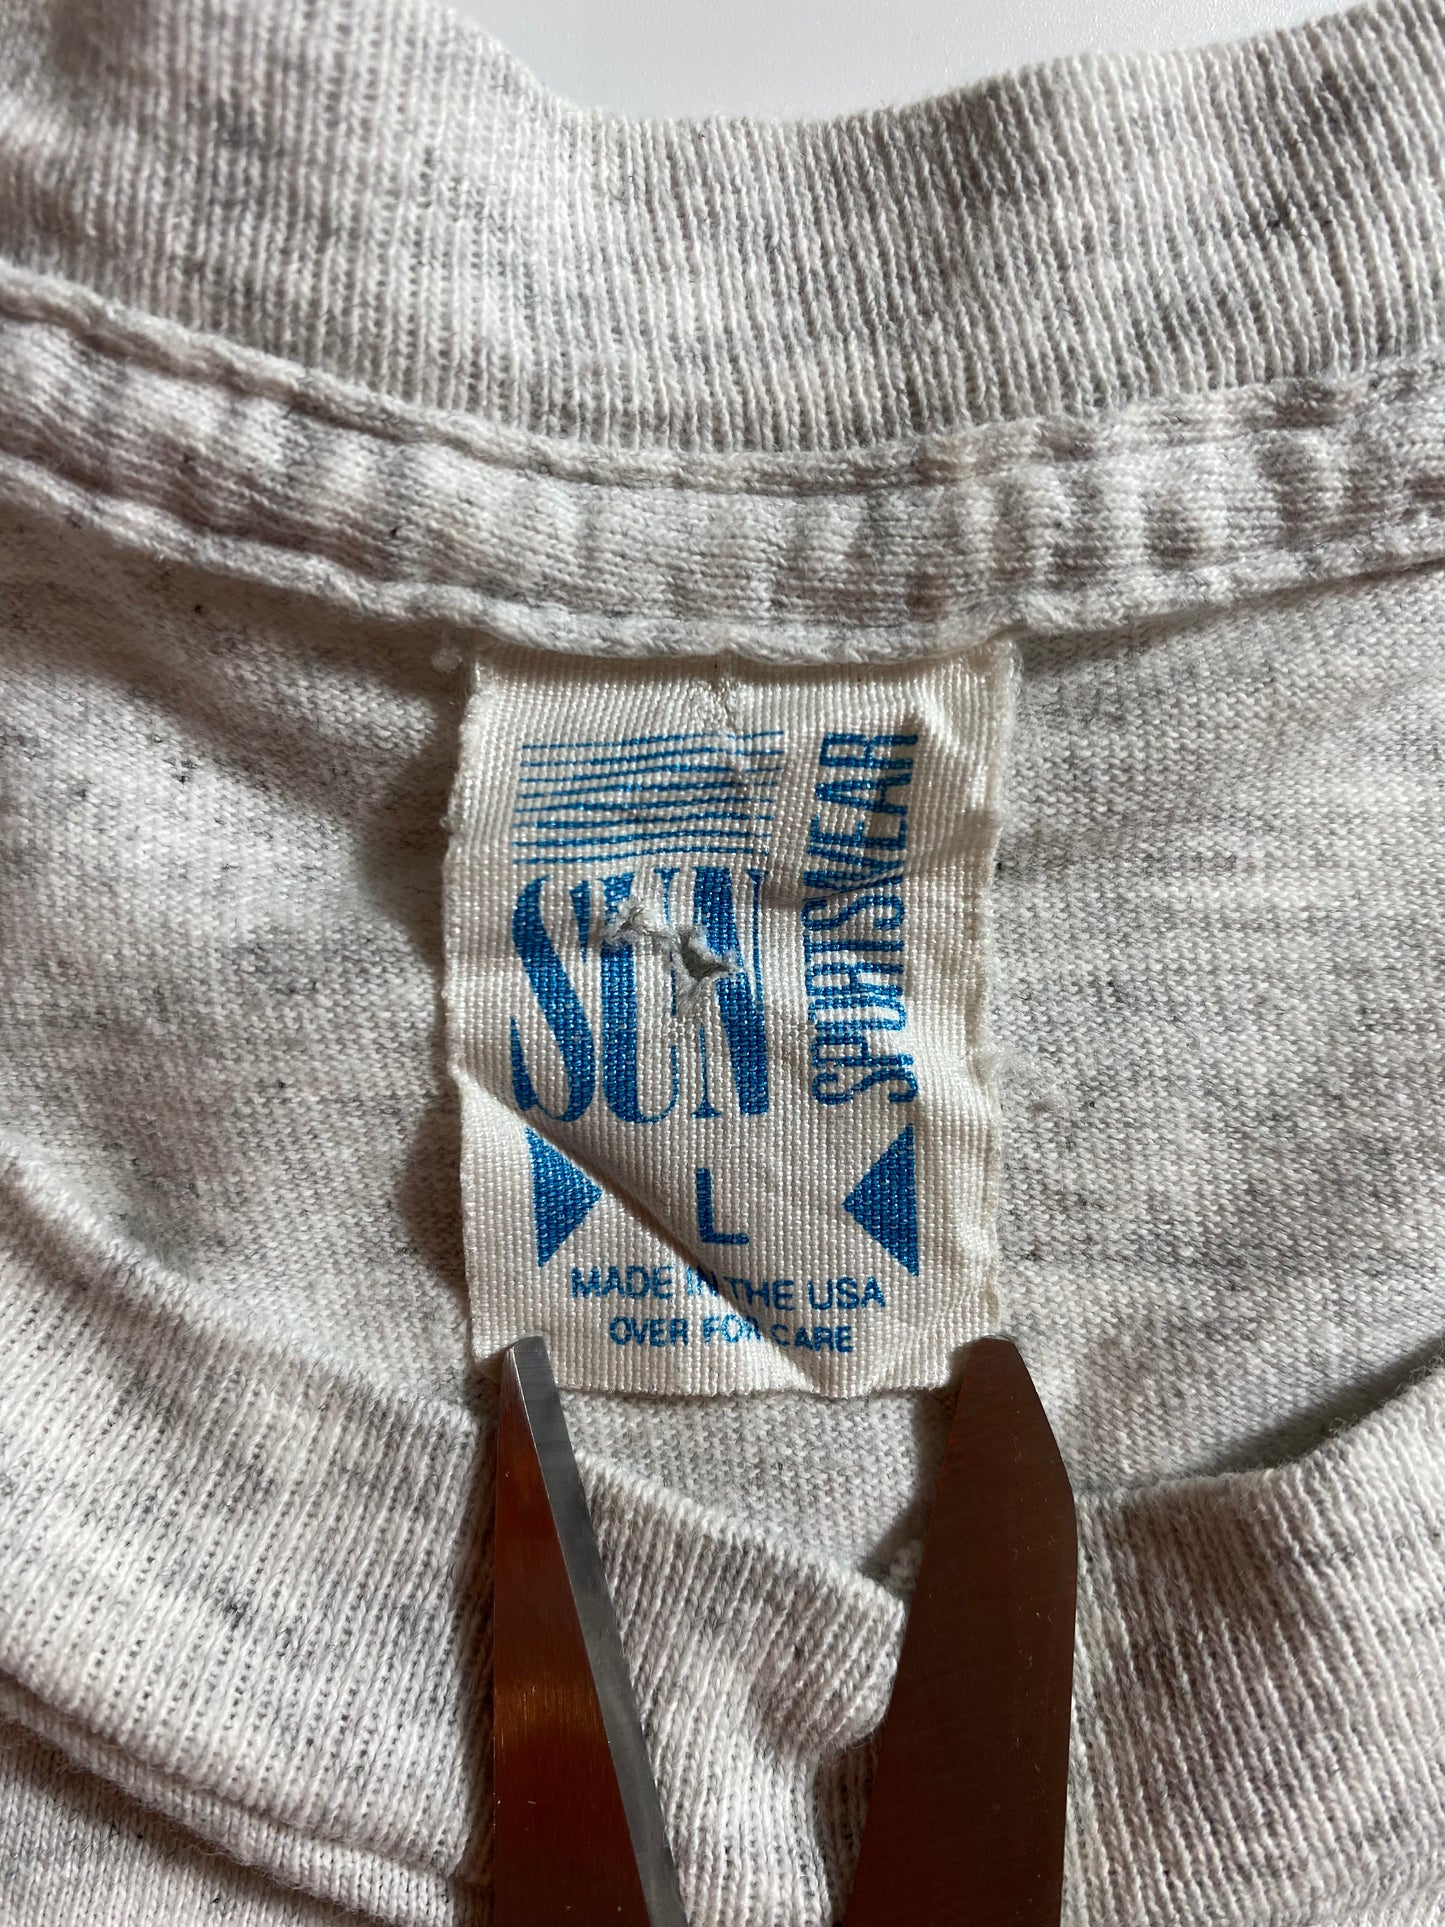 SUN
SPORTSWEAR
L
MADE IN THE USA
OVER FOR CARE